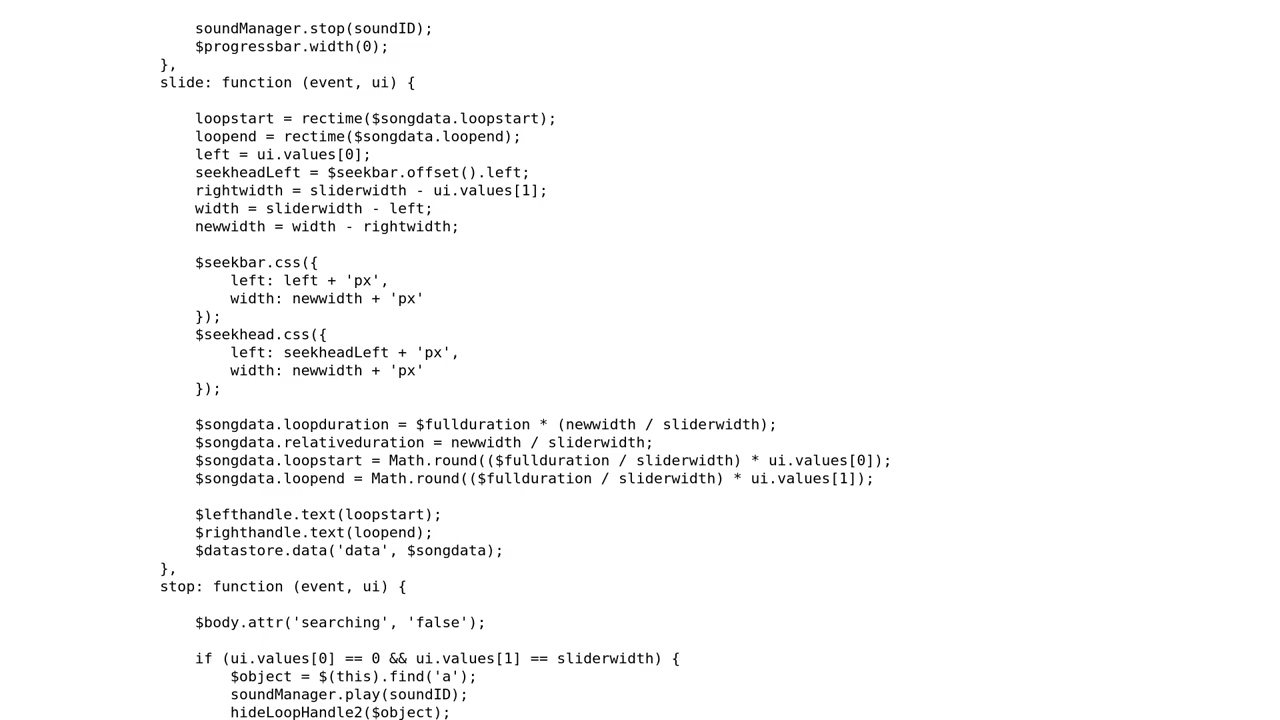 soundManager.stop(soundID);
$progressbar.width(0);
},
slide: function (event, ui) {
loopstart = rectime($songdata.loopstart);
loopend = rectime($songdata.loopend);
left = ui.values[0];
seekheadLeft = $seekbar.offset().left;
rightwidth = sliderwidth - ui.values[1];
width = sliderwidth - left;
newwidth = width - rightwidth;
$seekbar.css({
left: left + 'px',
width: newwidth + 'px'
});
$seekhead.css({
left: seekheadLeft + 'px',
width: newwidth + 'px'
});
$songdata.loopduration = $fullduration * (newwidth / sliderwidth);
$songdata.relativeduration = newwidth / sliderwidth;
$songdata.loopstart = Math.round(($fullduration / sliderwidth) * ui.values[0]);
$songdata.loopend = Math.round(($fullduration / sliderwidth) * ui.values[1]);
$lefthandle.text(loopstart);
$righthandle.text(loopend);
$datastore.data('data', $songdata);
},
stop: function (event, ui) {
$body.attr('searching', 'false');
if (ui.values[0] == 0 && ui.values[1] == sliderwidth) {
$object = $(this).find('a');
soundManager.play(soundID);
hideLoopHandle2($object);